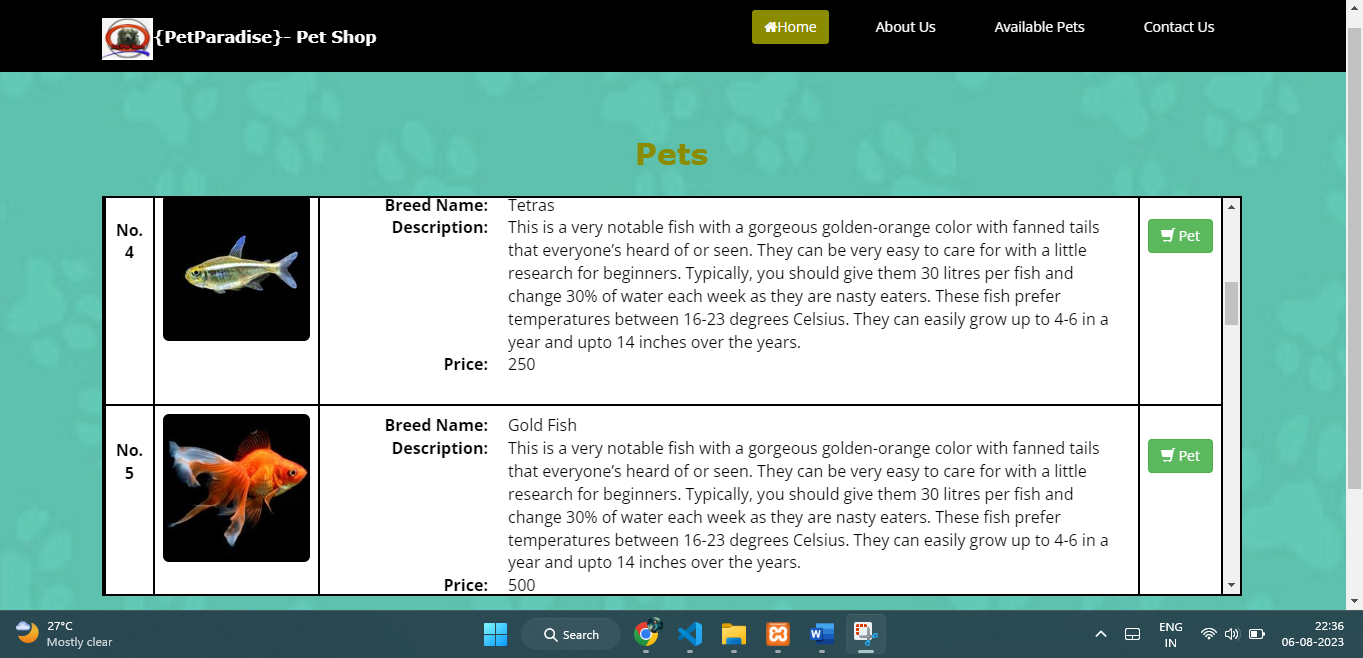 {PetParadise}- Pet Shop
Home
About Us
Available Pets
Contact Us
Pets
No.
4
Breed Name: Tetras
Description: This is a very notable fish with a gorgeous golden-orange color with fanned tails
that everyone’s heard of or seen. They can be very easy to care for with a little
research for beginners. Typically, you should give them 30 litres per fish and
change 30% of water each week as they are nasty eaters. These fish prefer
temperatures between 16-23 degrees Celsius. They can easily grow up to 4-6 in a
year and upto 14 inches over the years.
Price: 250
Pet
No.
5
Breed Name: Gold Fish
Description: This is a very notable fish with a gorgeous golden-orange color with fanned tails
that everyone’s heard of or seen. They can be very easy to care for with a little
research for beginners. Typically, you should give them 30 litres per fish and
change 30% of water each week as they are nasty eaters. These fish prefer
temperatures between 16-23 degrees Celsius. They can easily grow up to 4-6 in a
year and upto 14 inches over the years.
Price: 500
Pet
27°C
Mostly clear
Search
ENG
IN
22:36
06-08-2023